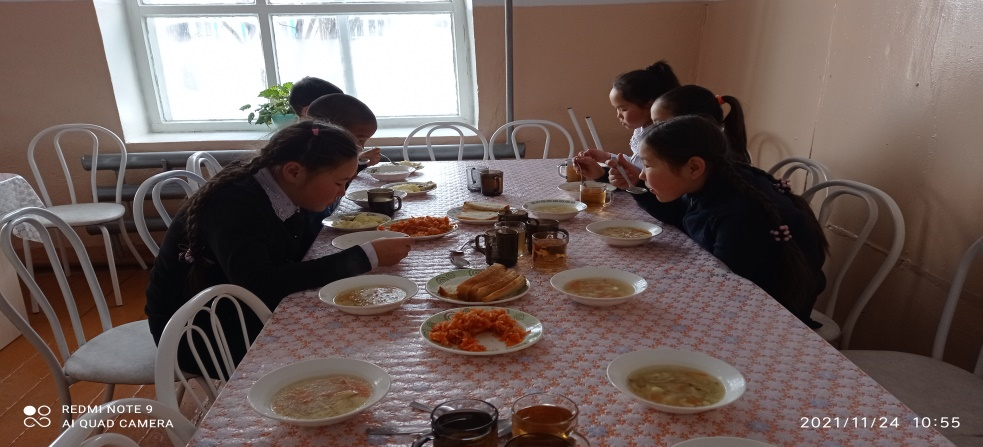 REDMI NOTE 9
AI QUAD CAMERA
2021/11/24 10:55